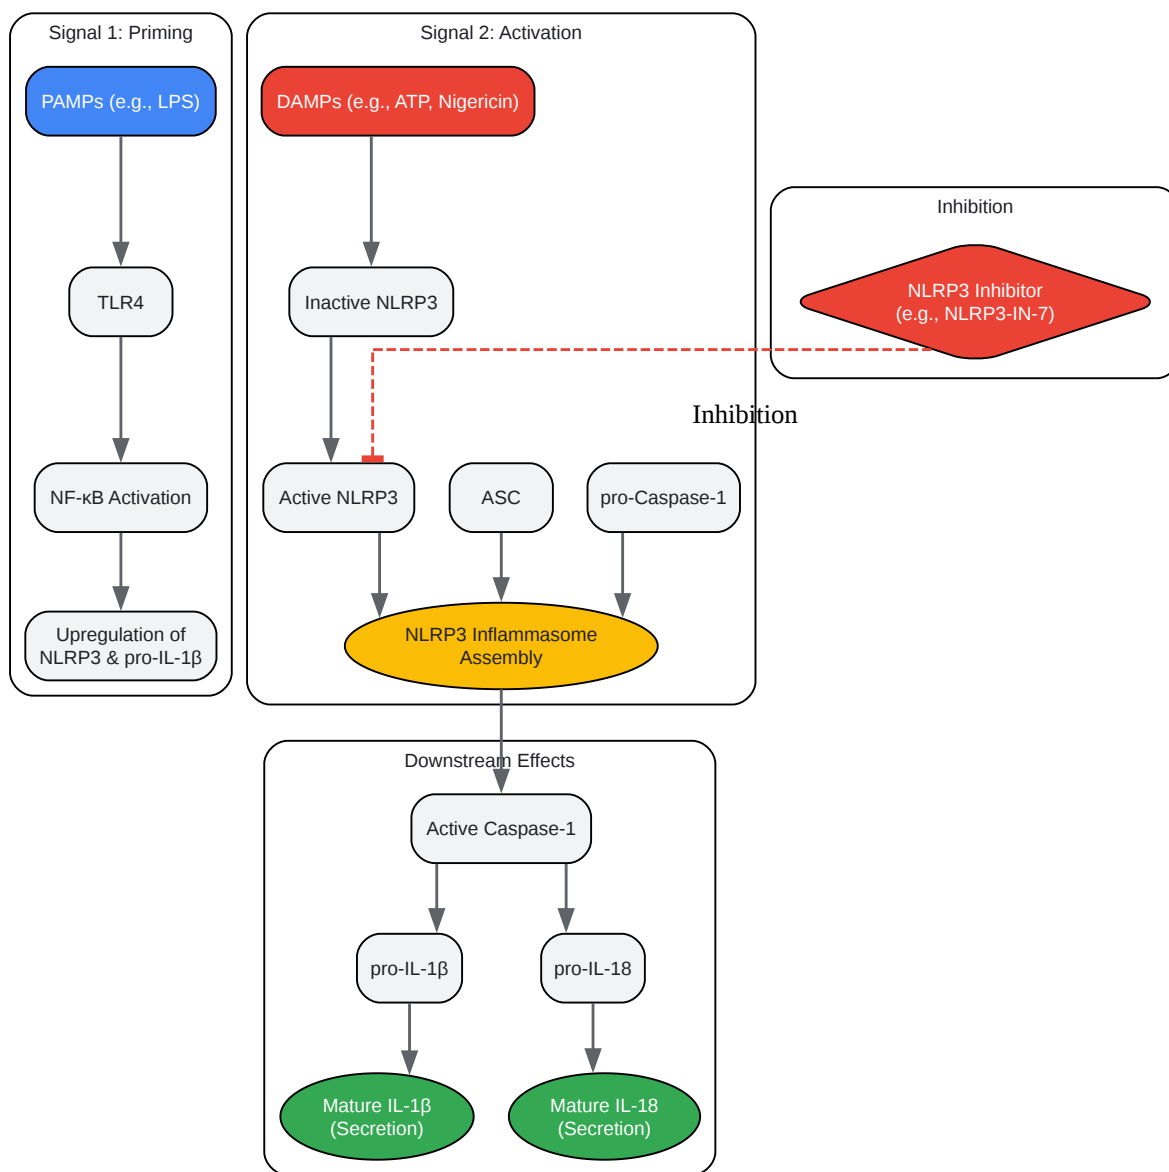 Signal 1: Priming
PAMPs (e.g., LPS)
TLR4
NF-κB Activation
Upregulation of
NLRP3 & pro-IL-1β
Signal 2: Activation
DAMPs (e.g., ATP, Nigericin)
Inactive NLRP3
Active NLRP3
ASC
pro-Caspase-1
NLRP3 Inflammasome
Assembly
Inhibition
NLRP3 Inhibitor
(e.g., NLRP3-IN-7)
Inhibition
Downstream Effects
Active Caspase-1
pro-IL-1β
pro-IL-18
Mature IL-1β
(Secretion)
Mature IL-18
(Secretion)